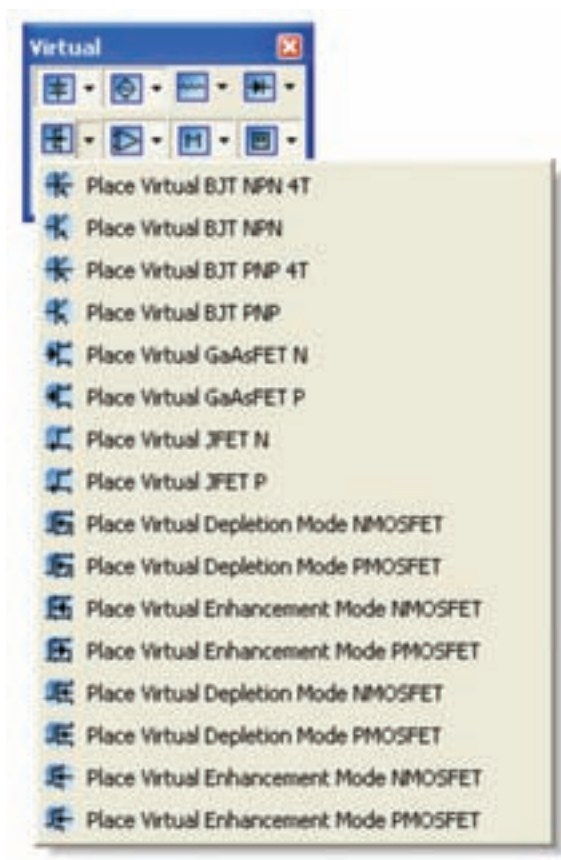 Virtual
Place Virtual BJT NPN 4T
Place Virtual BJT NPN
Place Virtual BJT PNP 4T
Place Virtual BJT PNP
Place Virtual GaAsFET N
Place Virtual GaAsFET P
Place Virtual JFET N
Place Virtual JFET P
Place Virtual Depletion Mode NMOSFET
Place Virtual Depletion Mode PMOSFET
Place Virtual Enhancement Mode NMOSFET
Place Virtual Enhancement Mode PMOSFET
Place Virtual Depletion Mode NMOSFET
Place Virtual Depletion Mode PMOSFET
Place Virtual Enhancement Mode NMOSFET
Place Virtual Enhancement Mode PMOSFET